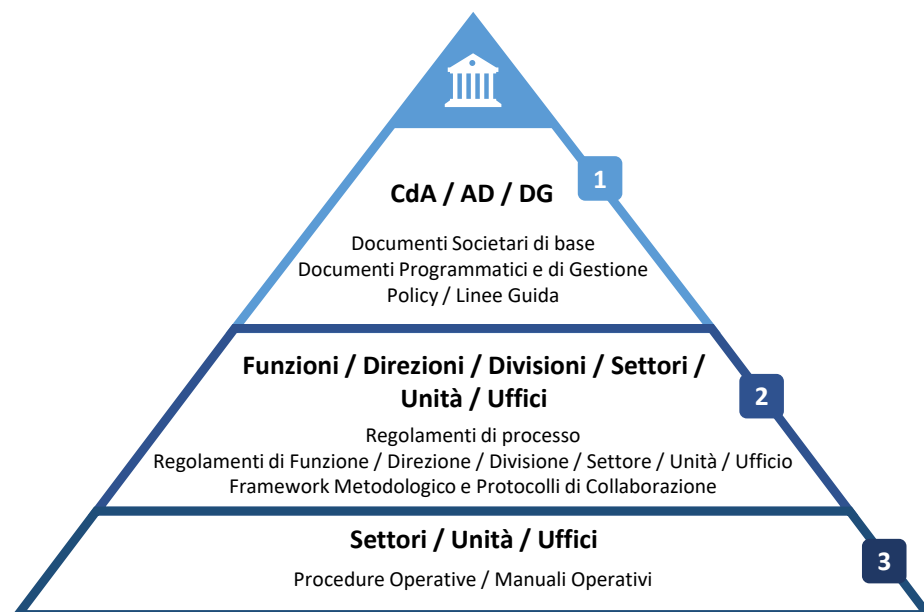 CdA / AD / DG
1
Documenti Societari di base
Documenti Programmatici e di Gestione
Policy / Linee Guida
Funzioni / Direzioni / Divisioni / Settori /
Unità / Uffici
2
Regolamenti di processo
Regolamenti di Funzione / Direzione / Divisione / Settore / Unità / Ufficio
Framework Metodologico e Protocolli di Collaborazione
Settori / Unità / Uffici
3
Procedure Operative / Manuali Operativi